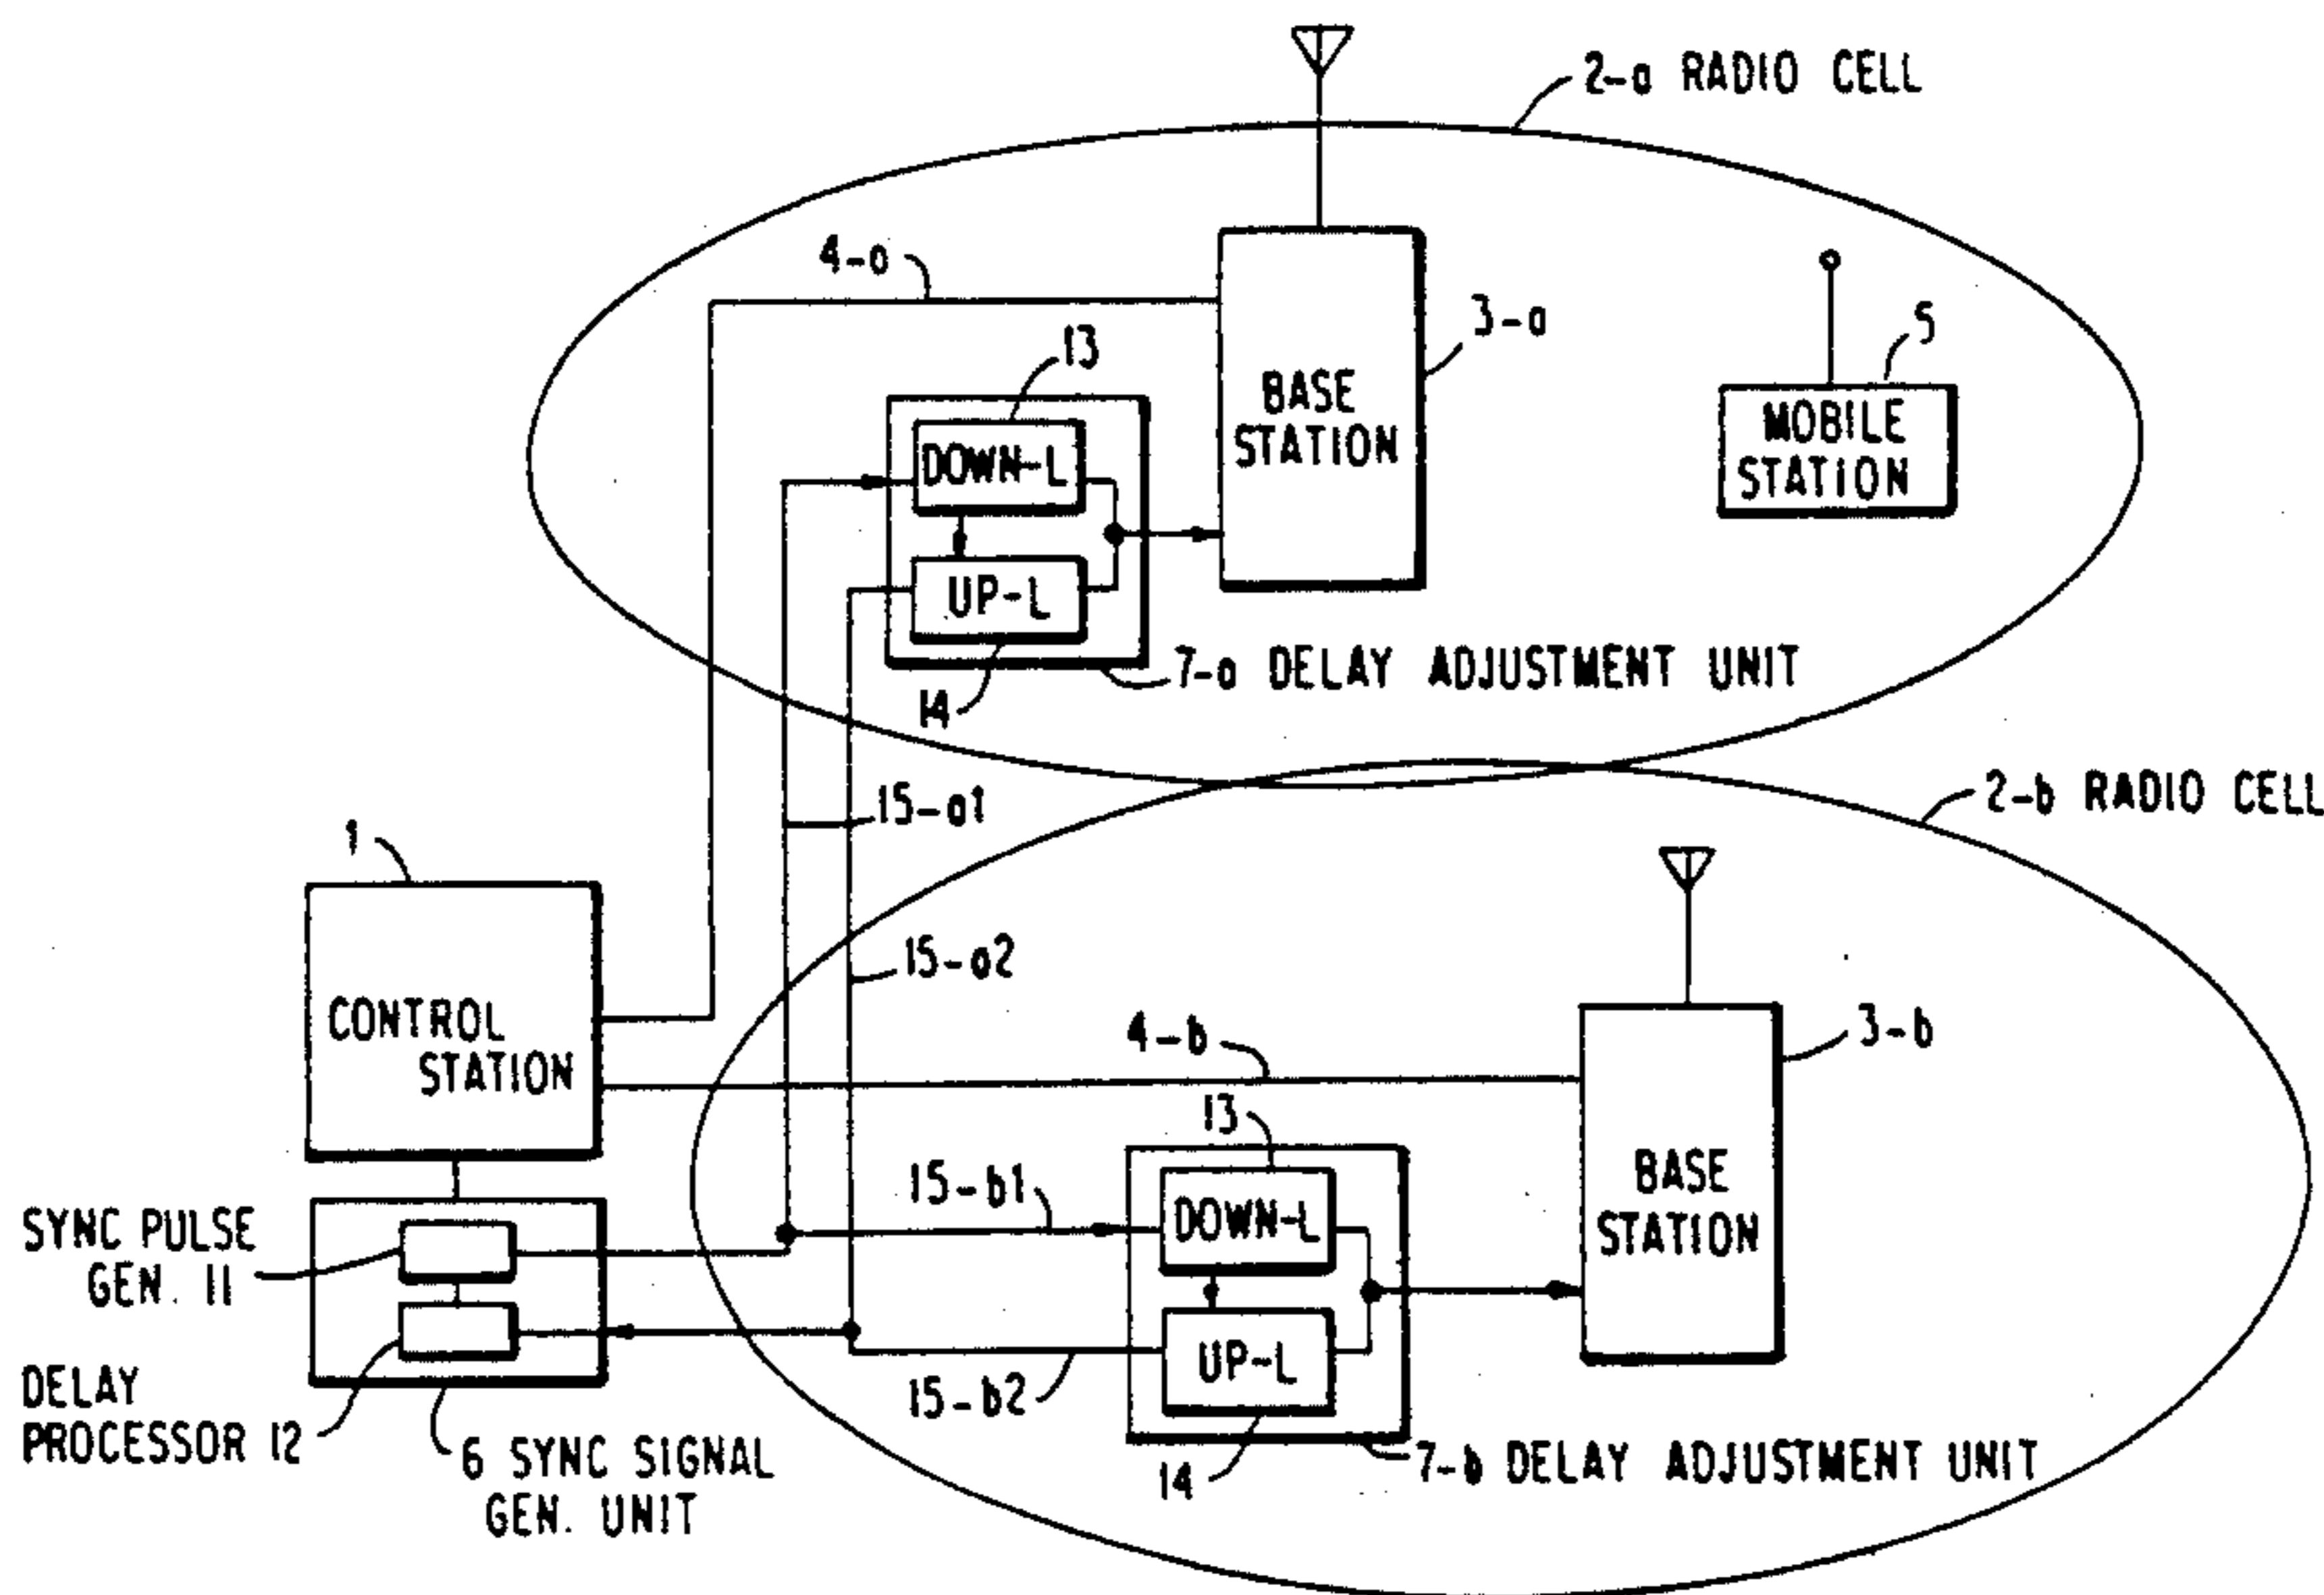 2-a RADIO CELL
4-a
3-a
13
5
BASE
STATION
MOBILE
STATION
DOWN-L
UP-L
7-a DELAY ADJUSTMENT UNIT
14
15-a1
2-b RADIO CELL
1
15-a2
CONTROL
STATION
4-b
3-b
13
15-b1
BASE
STATION
DOWN-L
SYNC PULSE
GEN. 11
UP-L
DELAY
PROCESSOR 12
15-b2
6 SYNC SIGNAL
GEN. UNIT
14
7-b DELAY ADJUSTMENT UNIT